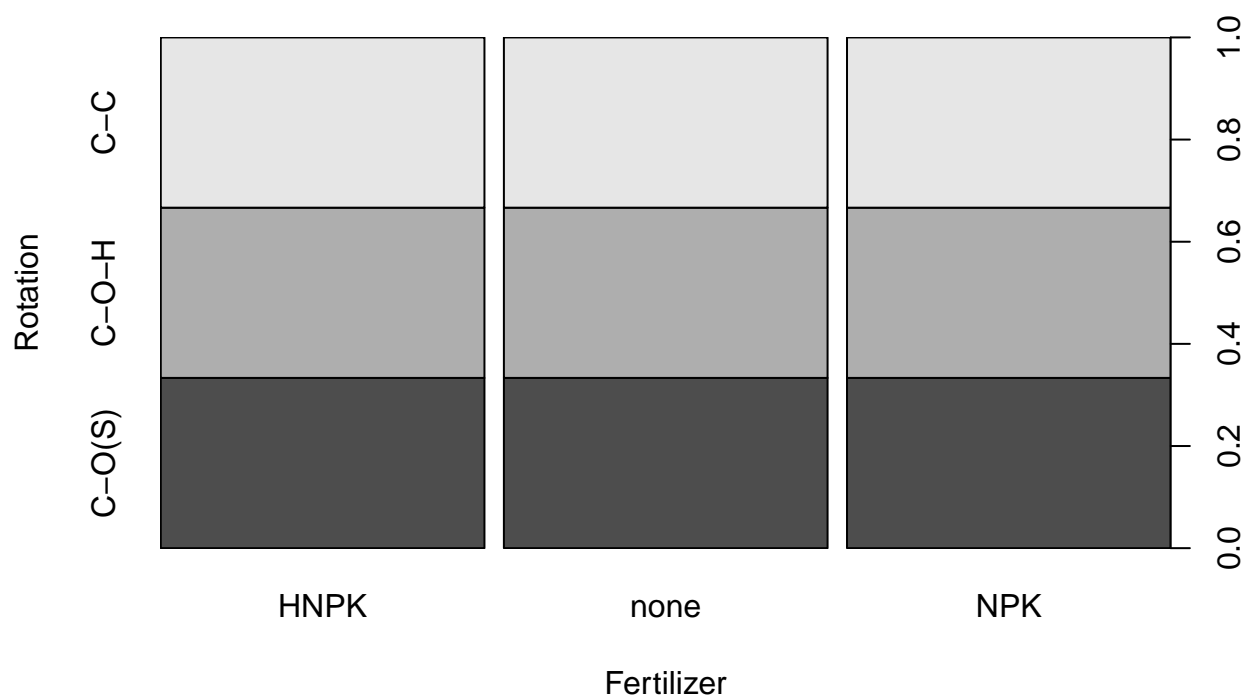 Rotation
C−C
C−O−H
C−O(S)
1.0
0.8
0.6
0.4
0.2
0.0
HNPK
none
NPK
Fertilizer